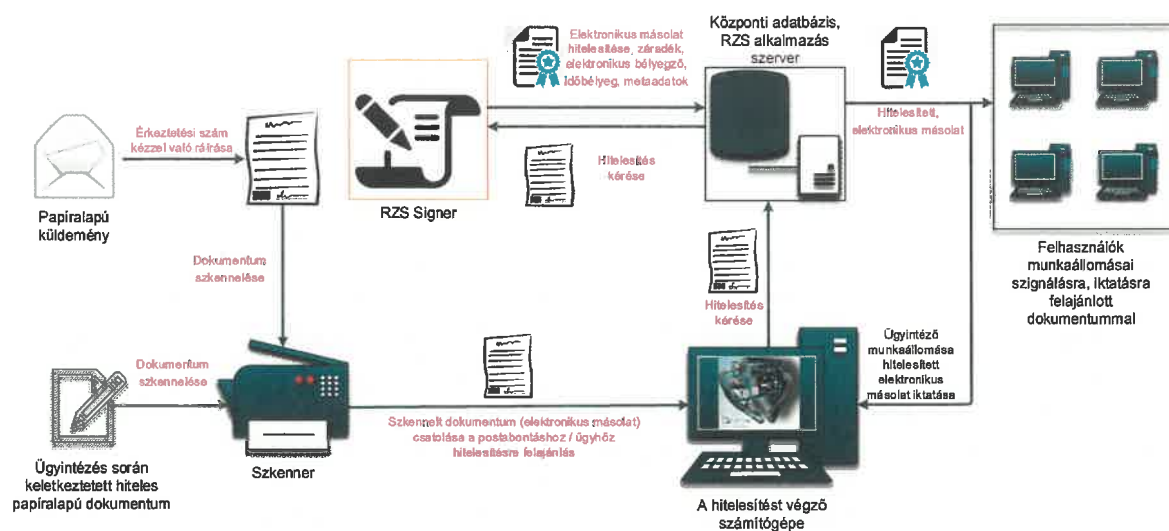 Elektronikus másolat
hitelesítése, záradék,
elektronikus bélyegző,
időbélyeg, metaadatok
Központi adatbázis,
RZS alkalmazás
szerver
Érkeztetési szám
kézzel való ráírása
Hitelesítés
kérése
Hitelesített,
elektronikus másolat
Papíralapú
küldemény
RZS Signer
Dokumentum
szkennelése
Hitelesítés
kérése
Felhasználók
munkaállomásai
szignálásra, iktatásra
felajánlott
dokumentummal
Dokumentum
szkennelése
Ügyintéző
munkaállomása
hitelesített
elektronikus
másolat iktatása
Szkennelt dokumentum (elektronikus másolat)
csatolása a postabontáshoz / ügyhöz
hitelesítésre felajánlás
Ügyintézés során
keletkeztetett hiteles
papíralapú dokumentum
Szkenner
A hitelesítést végző
számítógépe